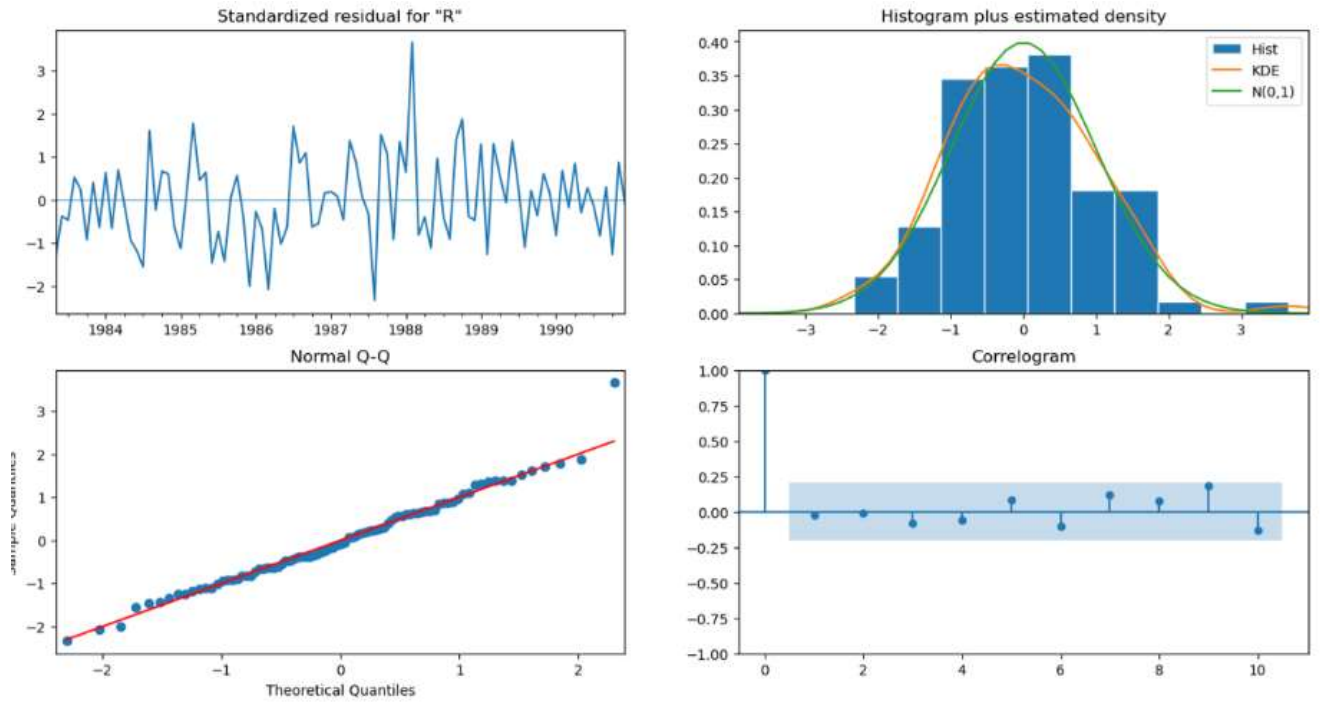 Standardized residual for "R"
3
2
1
0
−1
−2
1984 1985 1986 1987 1988 1989 1990
Histogram plus estimated density
0.40
0.35
0.30
0.25
0.20
0.15
0.10
0.05
0.00
−3 −2 −1 0 1 2 3
Hist
KDE
N(0,1)
Normal Q-Q
3
2
1
0
−1
−2
−2 −1 0 1 2
Theoretical Quantiles
Sample Quantiles
Correlogram
1.00
0.75
0.50
0.25
0.00
−0.25
−0.50
−0.75
−1.00
0 2 4 6 8 10